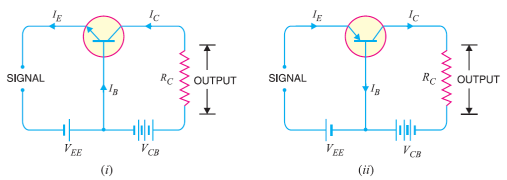 I_E I_C
SIGNAL R_C OUTPUT
I_B
V_EE V_CB
(i)
I_E I_C
SIGNAL R_C OUTPUT
I_B
V_EE V_CB
(ii)